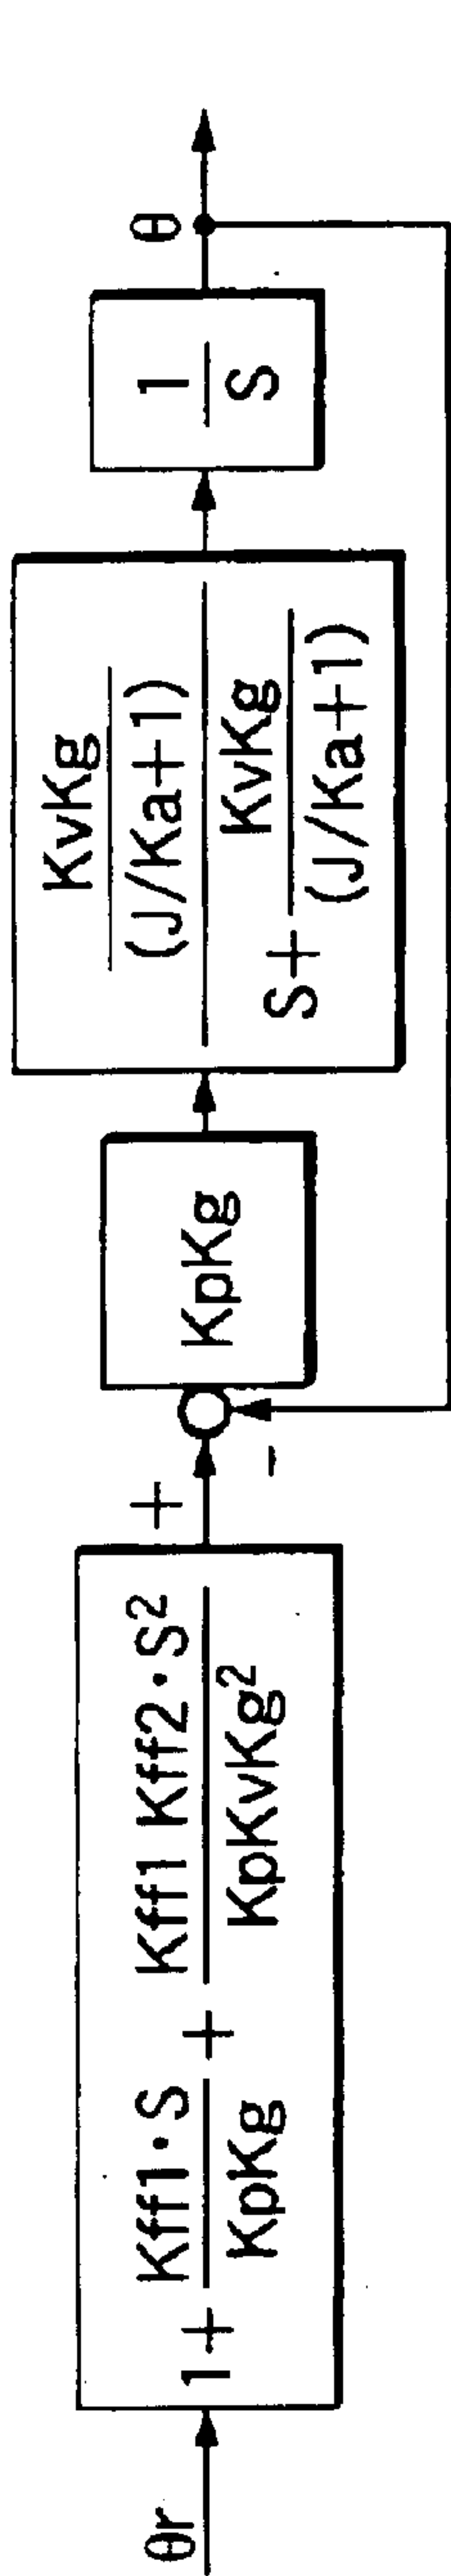 θr
1+ Kff1·S / KpKg + Kff1 Kff2·S² / KpKvKg²
+
-
KpKg
KvKg
(J/Ka+1)
S+ KvKg / (J/Ka+1)
1
S
θ